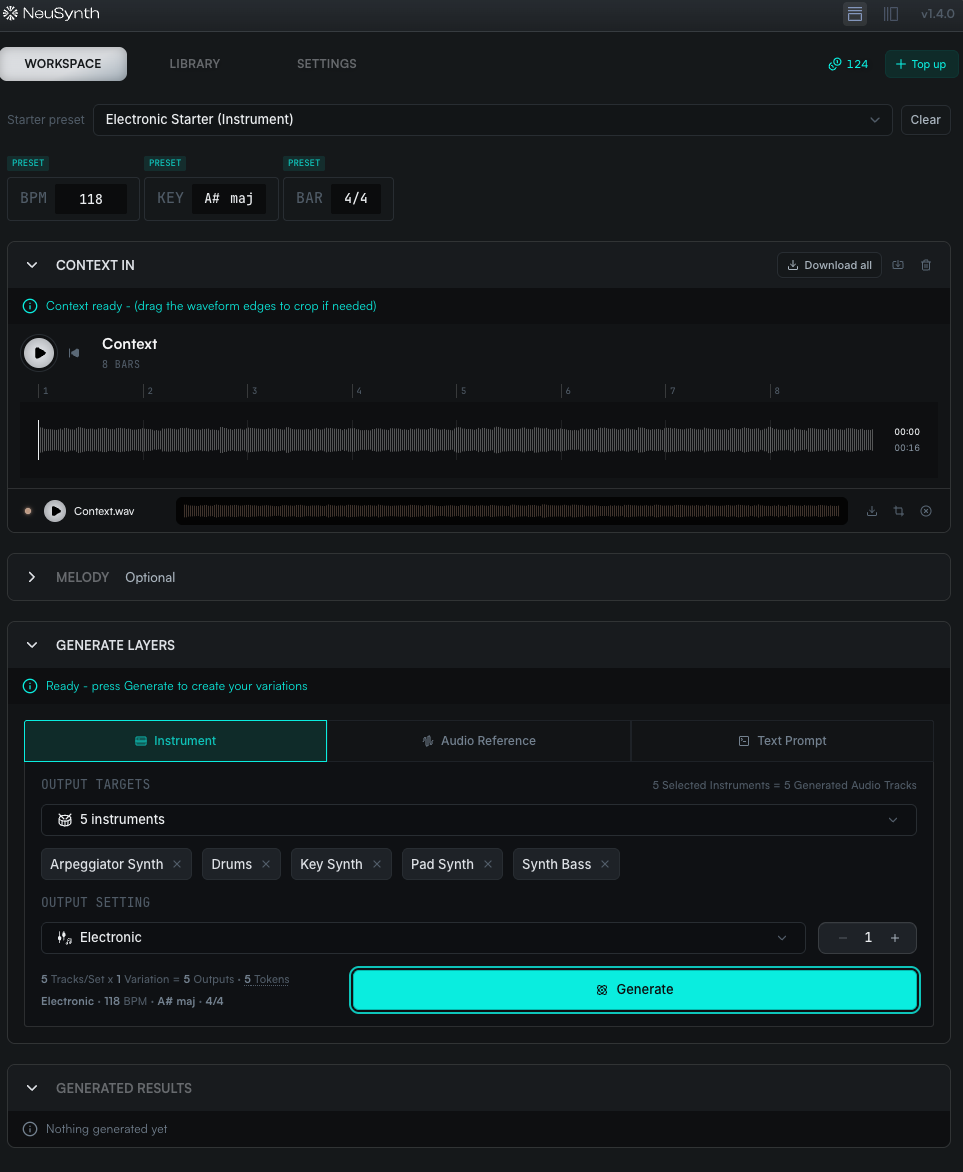 NeuSynth
v1.4.0
WORKSPACE
LIBRARY
SETTINGS
124
+ Top up
Starter preset
Electronic Starter (Instrument)
Clear
PRESET
PRESET
PRESET
BPM 118
KEY A# maj
BAR 4/4
CONTEXT IN
Download all
Context ready - (drag the waveform edges to crop if needed)
Context
8 BARS
1 2 3 4 5 6 7 8
00:00
00:16
Context.wav
MELODY Optional
GENERATE LAYERS
Ready - press Generate to create your variations
Instrument
Audio Reference
Text Prompt
OUTPUT TARGETS
5 Selected Instruments = 5 Generated Audio Tracks
5 instruments
Arpeggiator Synth ×
Drums ×
Key Synth ×
Pad Synth ×
Synth Bass ×
OUTPUT SETTING
Electronic
− 1 +
5 Tracks/Set x 1 Variation = 5 Outputs · 5 Tokens
Electronic · 118 BPM · A# maj · 4/4
Generate
GENERATED RESULTS
Nothing generated yet